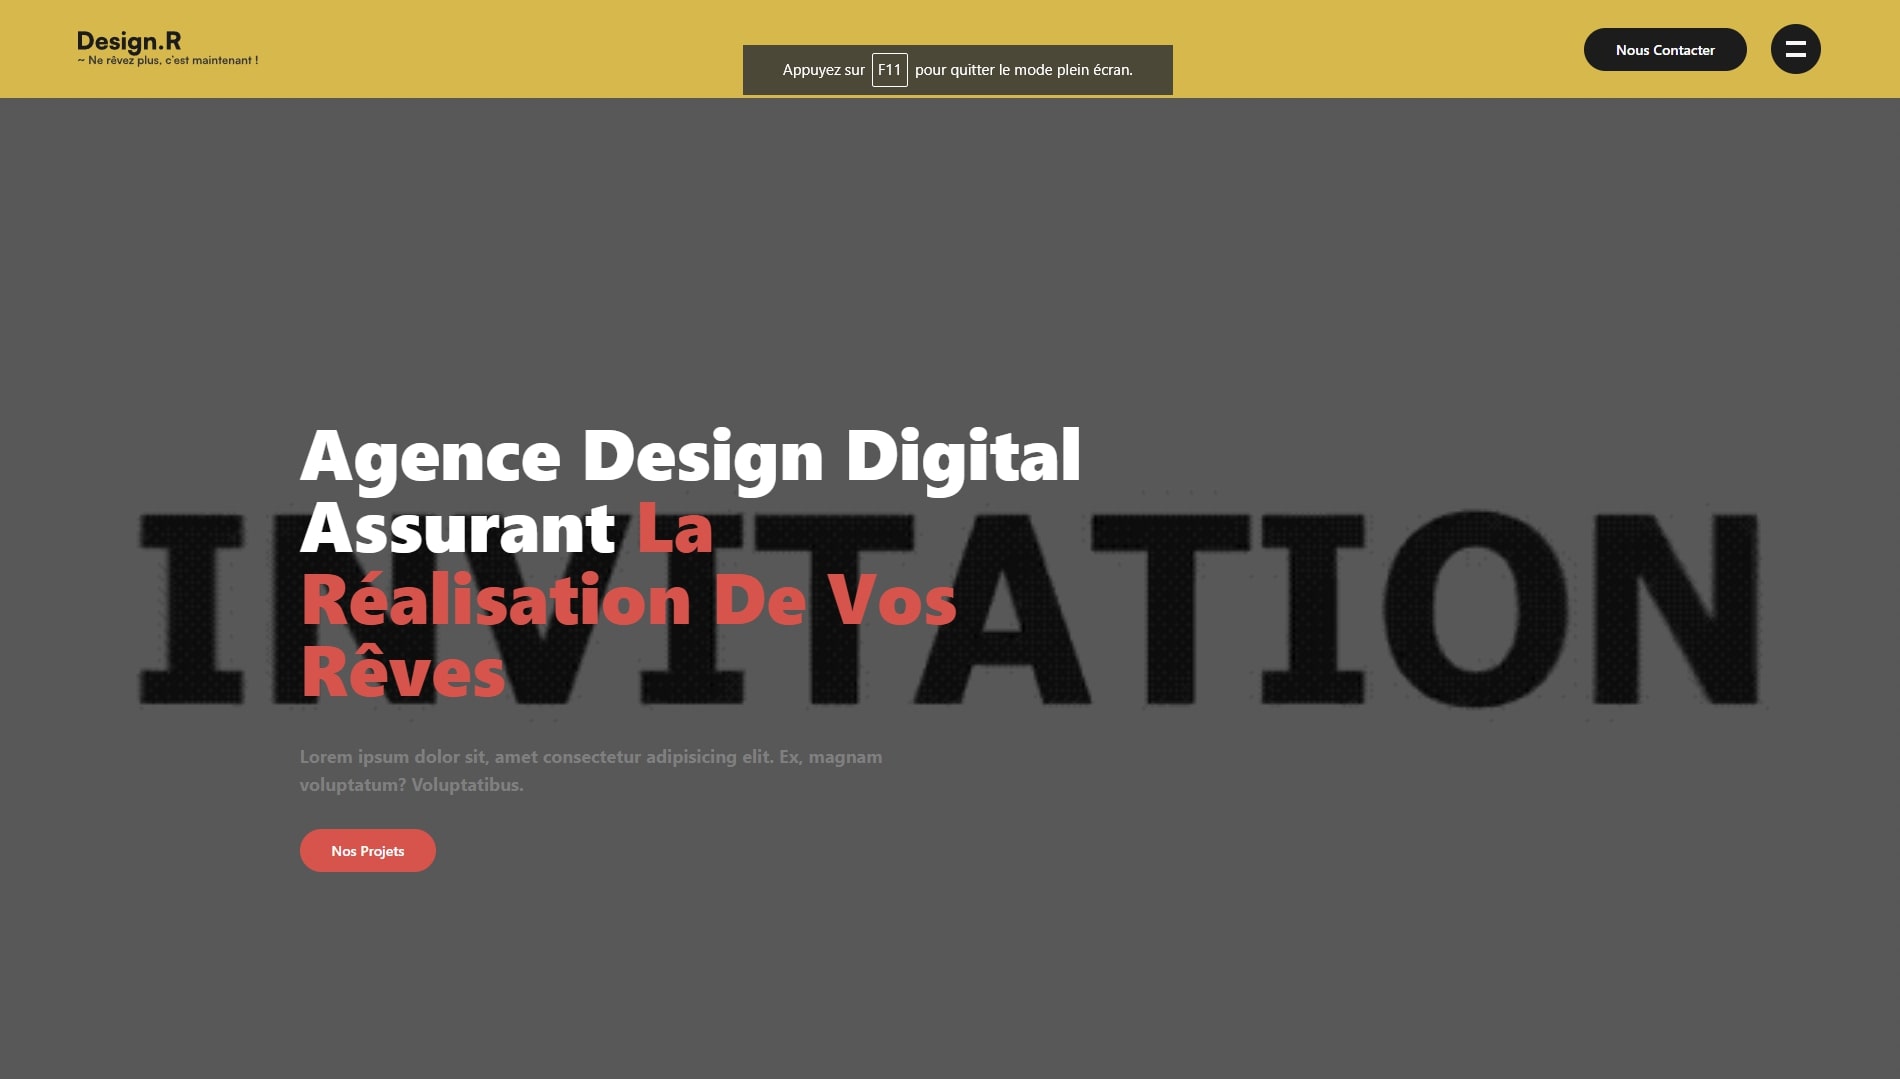 Design.R
~ Ne rêvez plus, c'est maintenant !
Appuyez sur F11 pour quitter le mode plein écran.
Nous Contacter
Agence Design Digital
Assurant La
Réalisation De Vos
Rêves
INVITATION
Lorem ipsum dolor sit, amet consectetur adipisicing elit. Ex, magnam
voluptatum? Voluptatibus.
Nos Projets